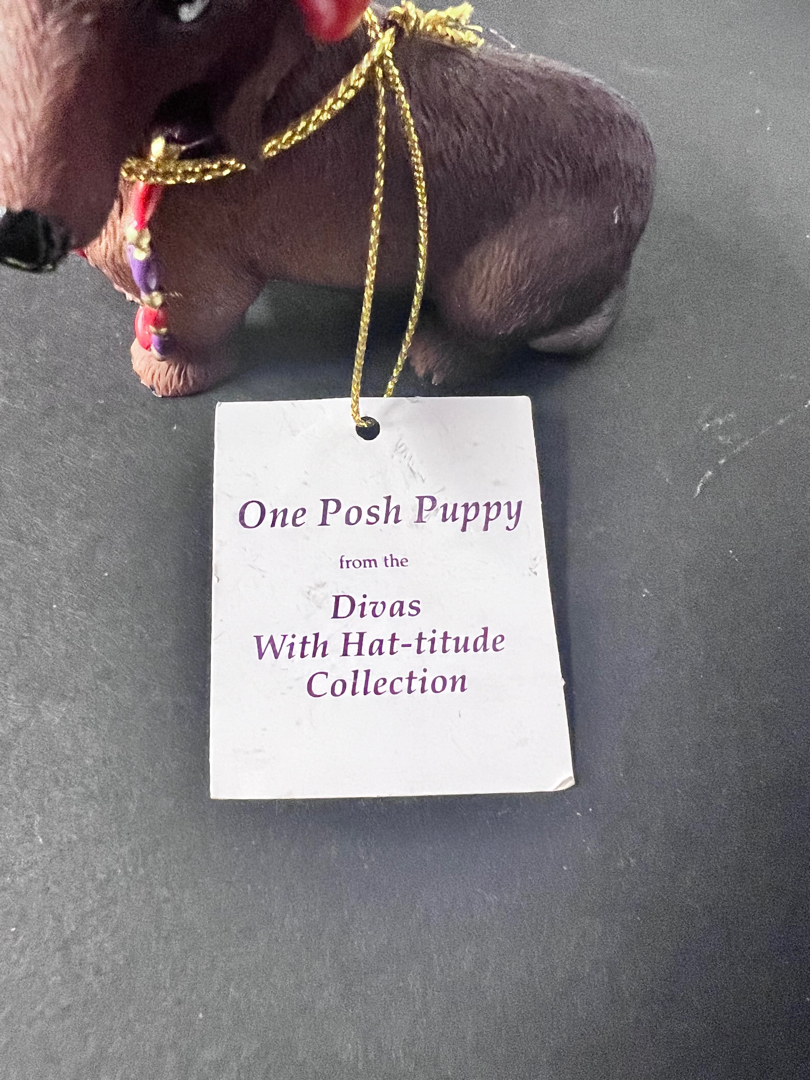 One Posh Puppy
from the
Divas
With Hat-titude
Collection